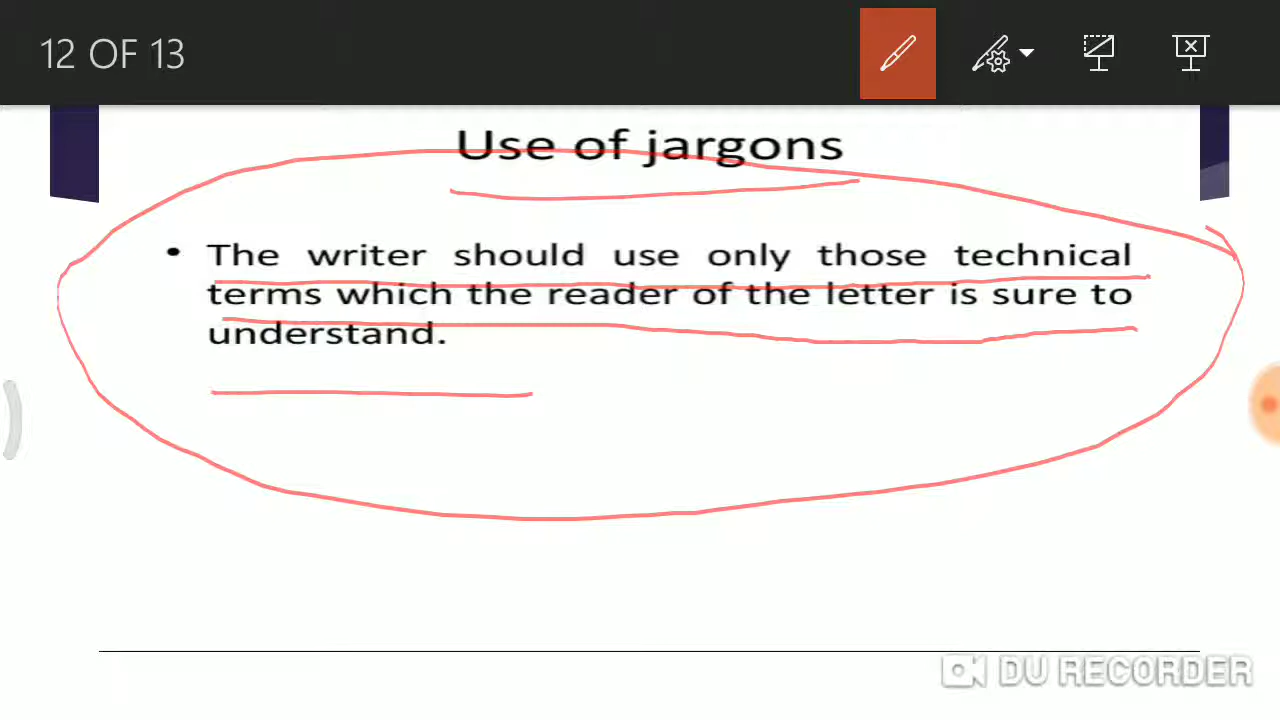 12 OF 13
Use of jargons
• The writer should use only those technical
terms which the reader of the letter is sure to
understand.
DU RECORDER